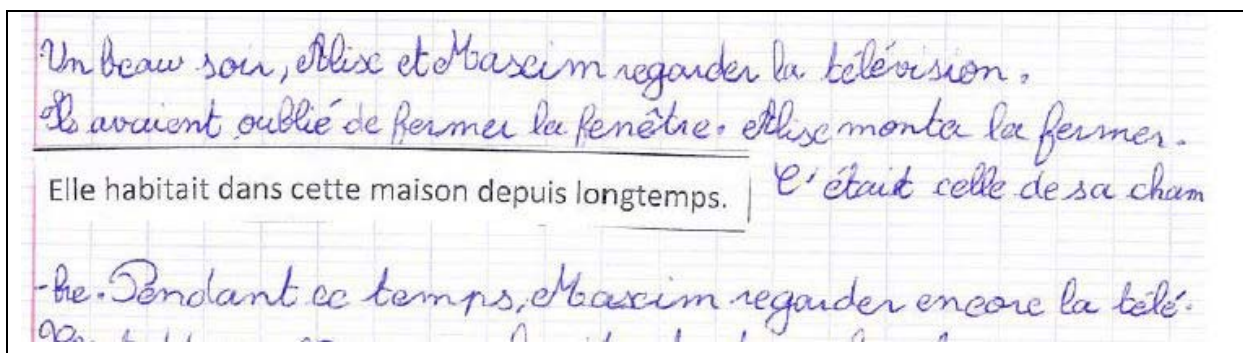 Un beau soir, Alixe et Maxim regarder la télévision.
Ils avaient oublié de fermer la fenêtre. Alixe monta la fermer.
Elle habitait dans cette maison depuis longtemps. C'était celle de sa cham
-bre. Pendant ce temps, Maxim regarder encore la télé.